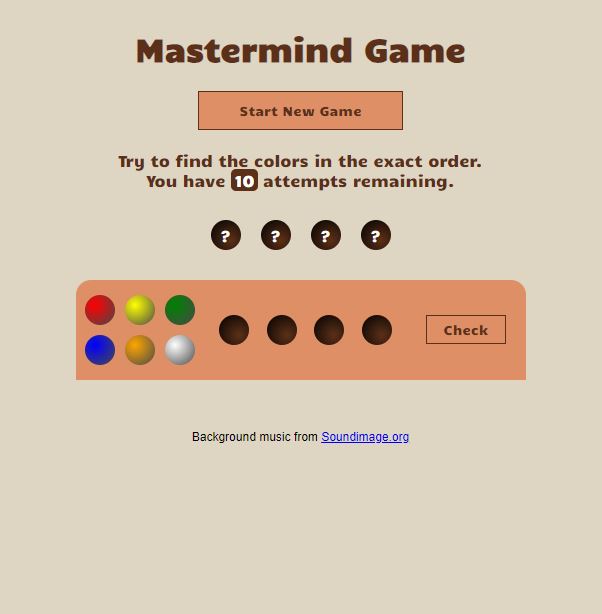 Mastermind Game
Start New Game
Try to find the colors in the exact order.
You have 10 attempts remaining.
? ? ? ?
Check
Background music from Soundimage.org